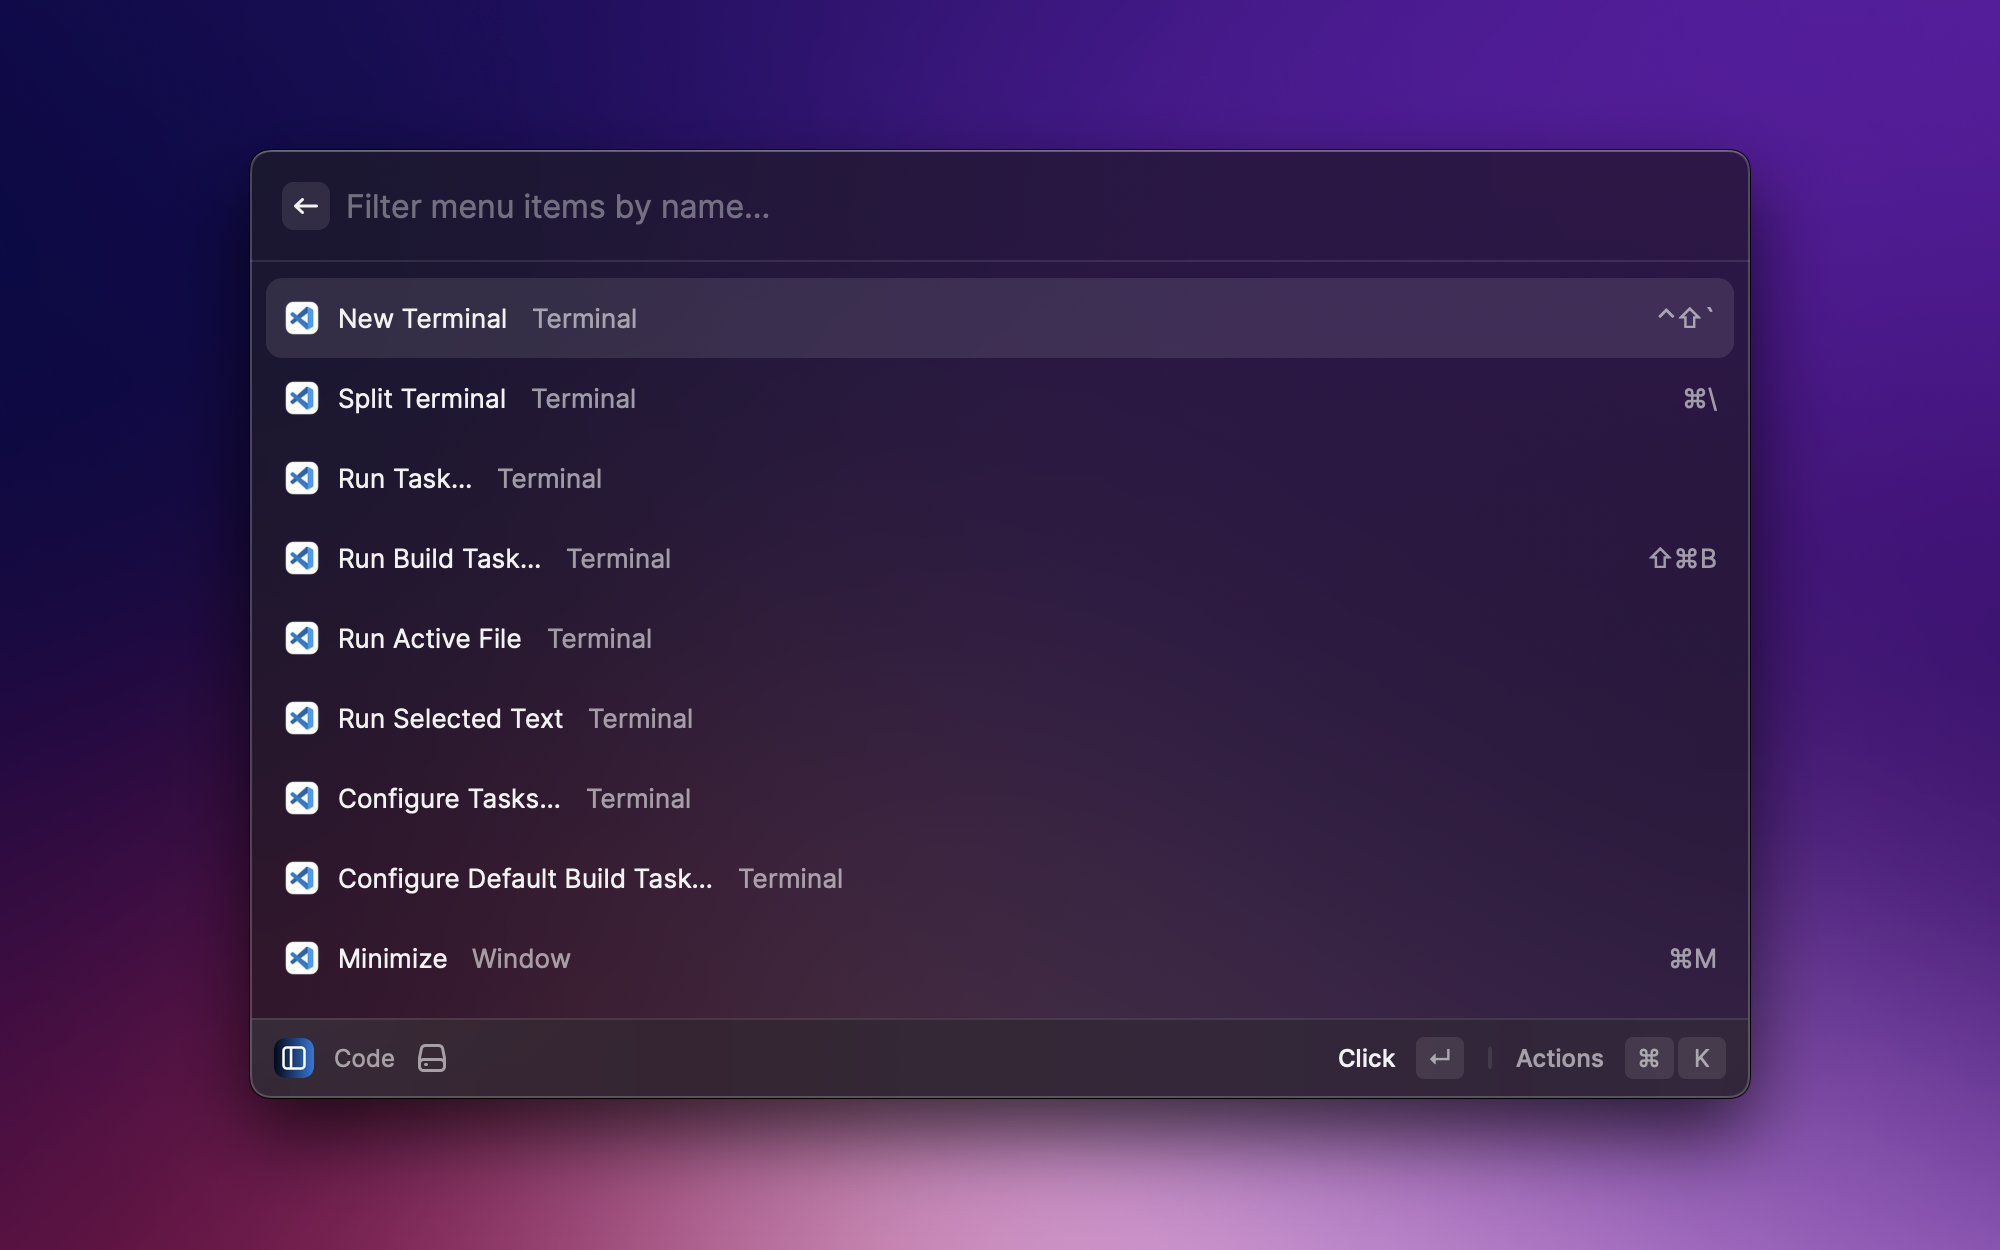 Filter menu items by name...
New Terminal Terminal ^⇧`
Split Terminal Terminal ⌘\
Run Task... Terminal
Run Build Task... Terminal ⇧⌘B
Run Active File Terminal
Run Selected Text Terminal
Configure Tasks... Terminal
Configure Default Build Task... Terminal
Minimize Window ⌘M
Code Click ↵ Actions ⌘ K